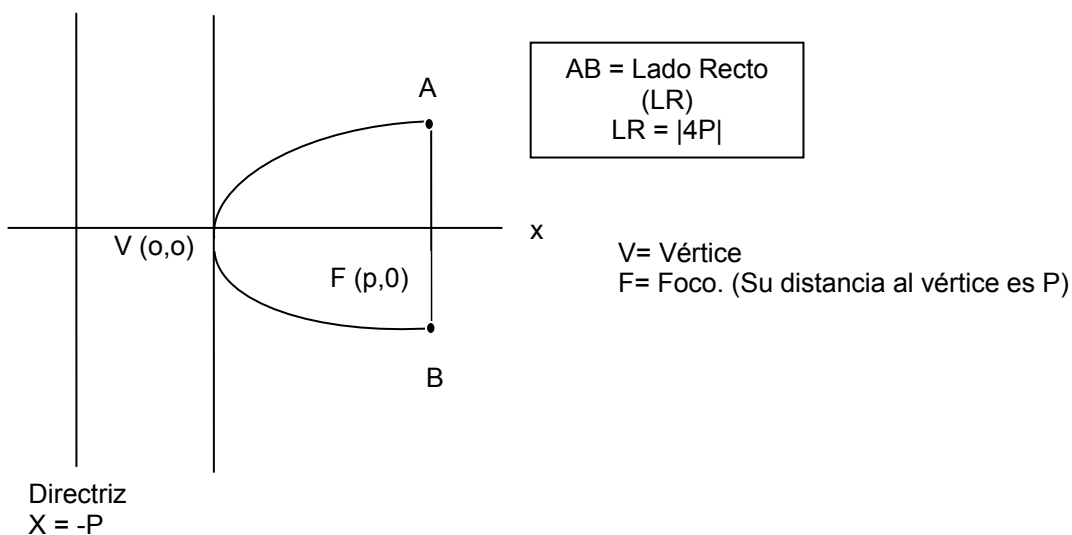 AB = Lado Recto
(LR)
LR = |4P|
A
x
V (o,o)
V= Vértice
F (p,0)
F= Foco. (Su distancia al vértice es P)
B
Directriz
X = -P